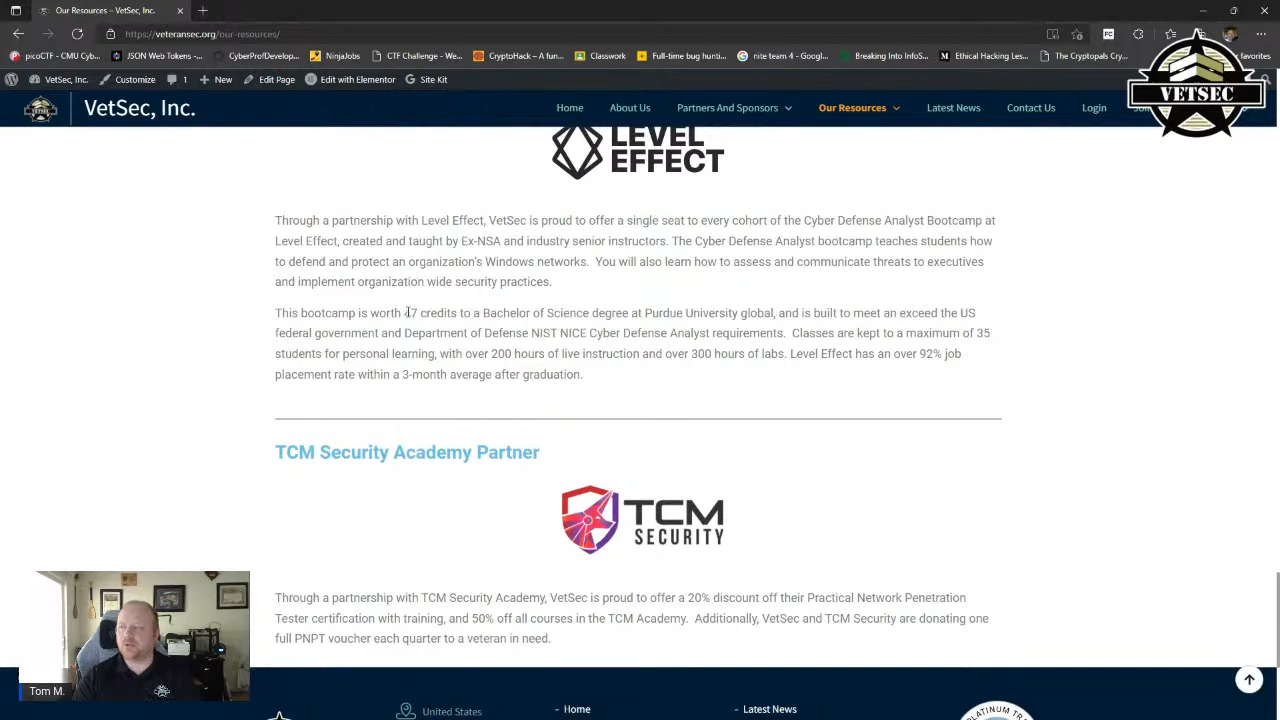 Our Resources – VetSec, Inc.
https://veteransec.org/our-resources/
picoCTF - CMU Cyb...
JSON Web Tokens -...
CyberProfDevelop...
NinjaJobs
CTF Challenge - We...
CryptoHack – A fun...
Classwork
Full-time bug hunti...
nite team 4 - Googl...
Breaking Into InfoS...
Ethical Hacking Les...
The Cryptopals Cry...
Favorites
VetSec, Inc.
Customize
1
New
Edit Page
Edit with Elementor
Site Kit
VETSEC
VetSec, Inc.
Home
About Us
Partners And Sponsors
Our Resources
Latest News
Contact Us
Login
LEVEL
EFFECT
Through a partnership with Level Effect, VetSec is proud to offer a single seat to every cohort of the Cyber Defense Analyst Bootcamp at
Level Effect, created and taught by Ex-NSA and industry senior instructors. The Cyber Defense Analyst bootcamp teaches students how
to defend and protect an organization's Windows networks. You will also learn how to assess and communicate threats to executives
and implement organization wide security practices.
This bootcamp is worth 47 credits to a Bachelor of Science degree at Purdue University global, and is built to meet an exceed the US
federal government and Department of Defense NIST NICE Cyber Defense Analyst requirements. Classes are kept to a maximum of 35
students for personal learning, with over 200 hours of live instruction and over 300 hours of labs. Level Effect has an over 92% job
placement rate within a 3-month average after graduation.
TCM Security Academy Partner
TCM
SECURITY
Through a partnership with TCM Security Academy, VetSec is proud to offer a 20% discount off their Practical Network Penetration
Tester certification with training, and 50% off all courses in the TCM Academy. Additionally, VetSec and TCM Security are donating one
full PNPT voucher each quarter to a veteran in need.
Tom M.
United States
- Home
- Latest News
PLATINUM